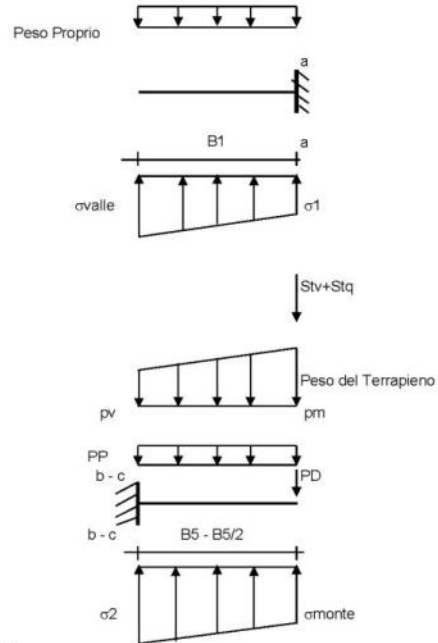 Peso Proprio
a
B1 a
σvalle σ1
Stv+Stq
Peso del Terrapieno
pv pm
PP
b - c PD
b - c B5 - B5/2
σ2 σmonte